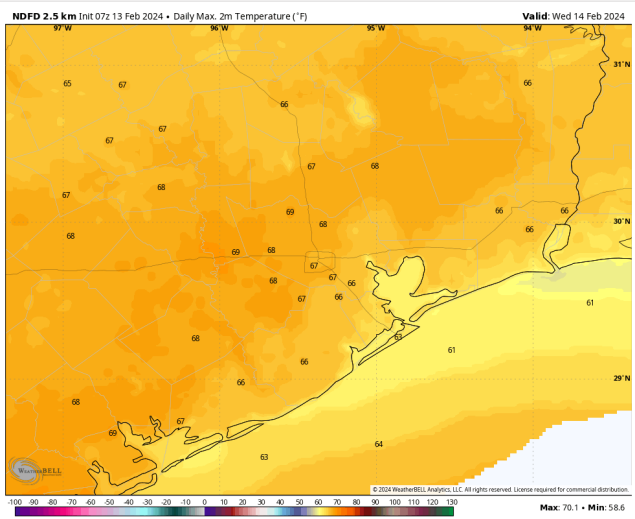 NDFD 2.5 km Init 07z 13 Feb 2024 • Daily Max. 2m Temperature (°F)
Valid: Wed 14 Feb 2024
97°W 96°W 95°W 94°W
31°N
65 67 66 66
67 67
67 68
67 68 66 66
69
30°N
68 68 66
69 68
67
68 67 66
67 66
61
63
68 61
66
66
29°N
68
67
69
64
63
WeatherBELL
© 2024 WeatherBELL Analytics, LLC. All rights reserved. License required for commercial distribution.
-100 -90 -80 -70 -60 -50 -40 -30 -20 -10 0 10 20 30 40 50 60 70 80 90 100 110 120 130
Max: 70.1 • Min: 58.6